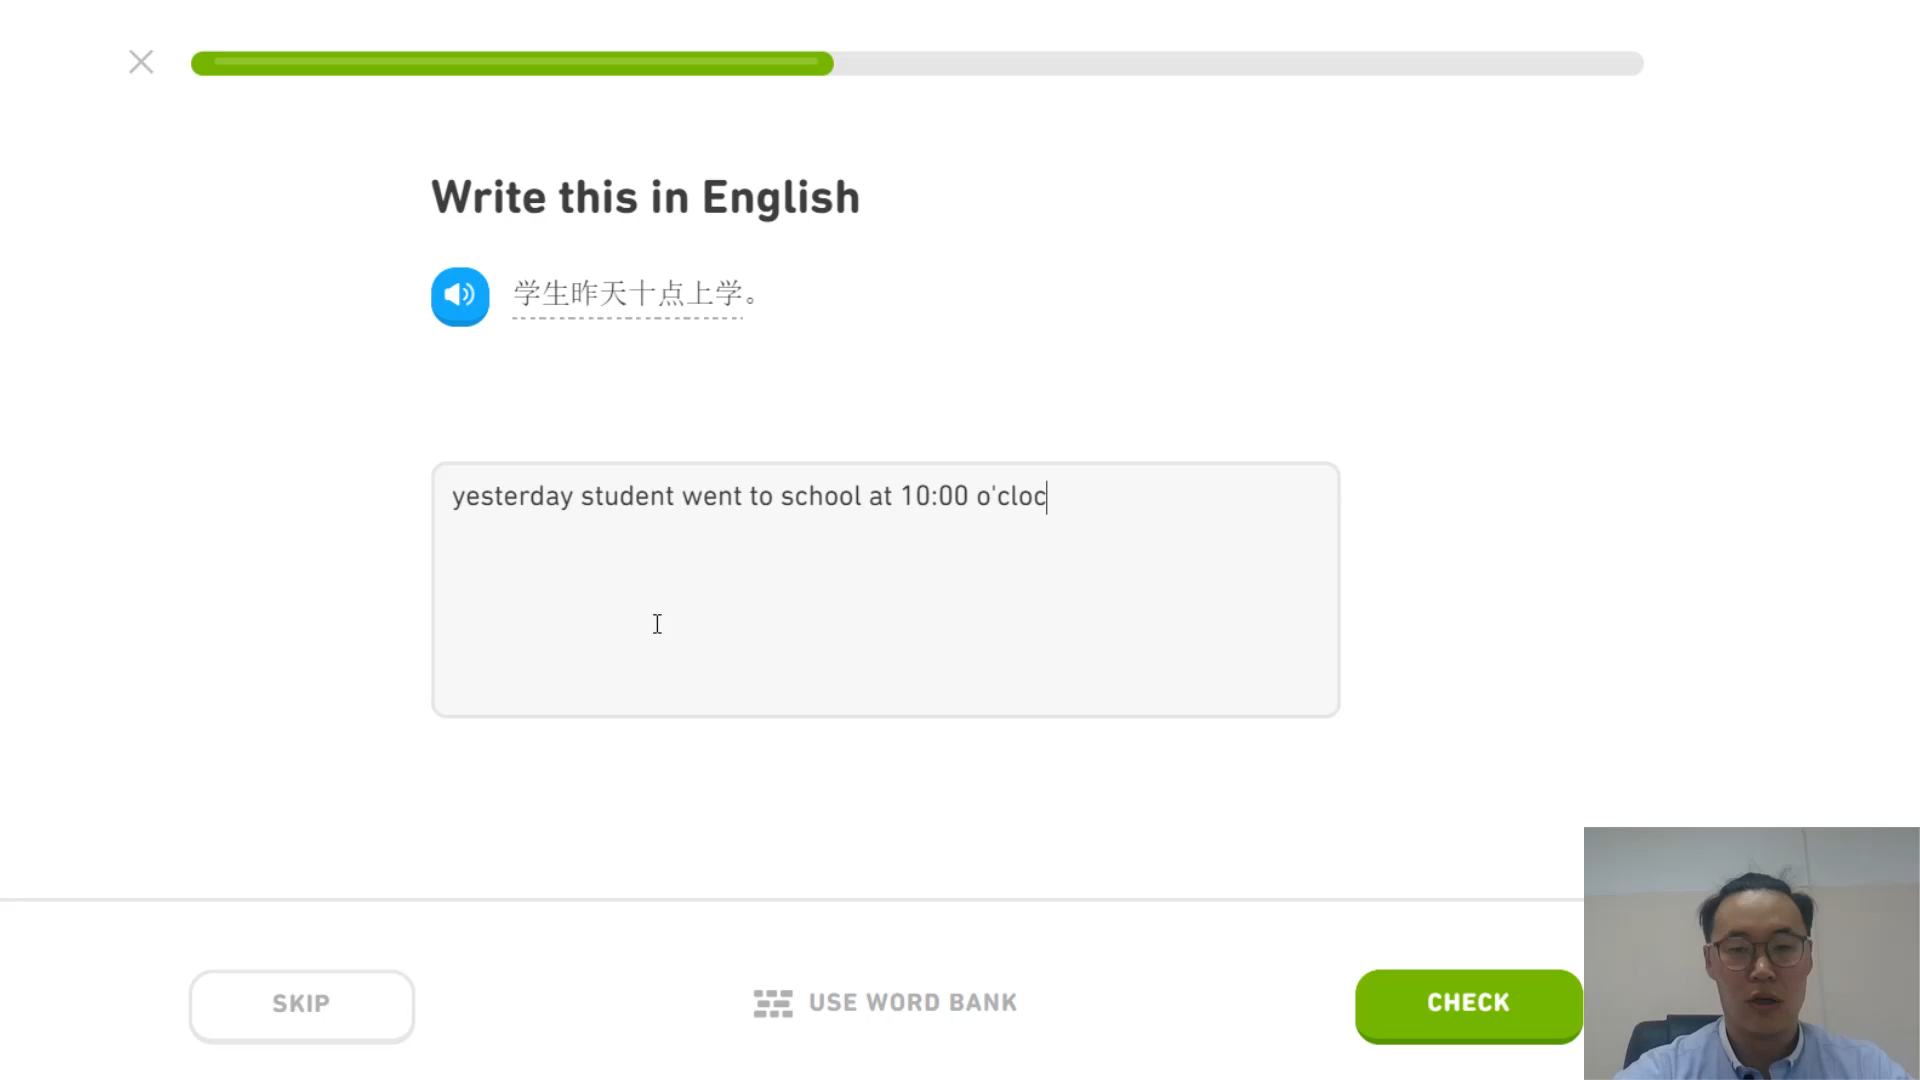 Write this in English
学生昨天十点上学。
yesterday student went to school at 10:00 o'cloc
SKIP
USE WORD BANK
CHECK